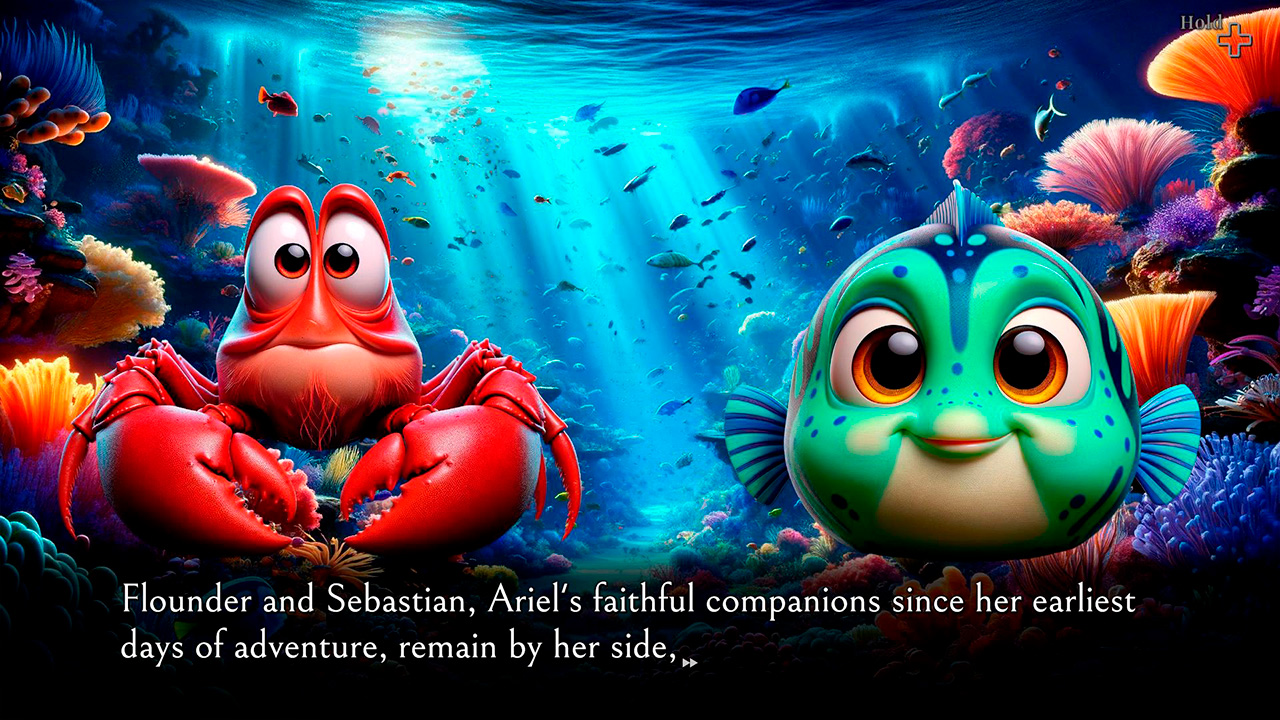 Hold
Flounder and Sebastian, Ariel's faithful companions since her earliest
days of adventure, remain by her side,